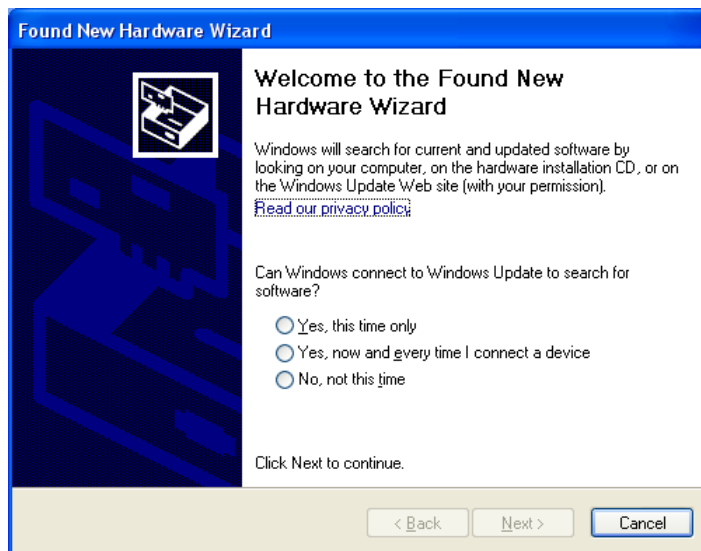 Found New Hardware Wizard
Welcome to the Found New
Hardware Wizard
Windows will search for current and updated software by
looking on your computer, on the hardware installation CD, or on
the Windows Update Web site (with your permission).
Read our privacy policy
Can Windows connect to Windows Update to search for
software?
Yes, this time only
Yes, now and every time I connect a device
No, not this time
Click Next to continue.
< Back Next > Cancel